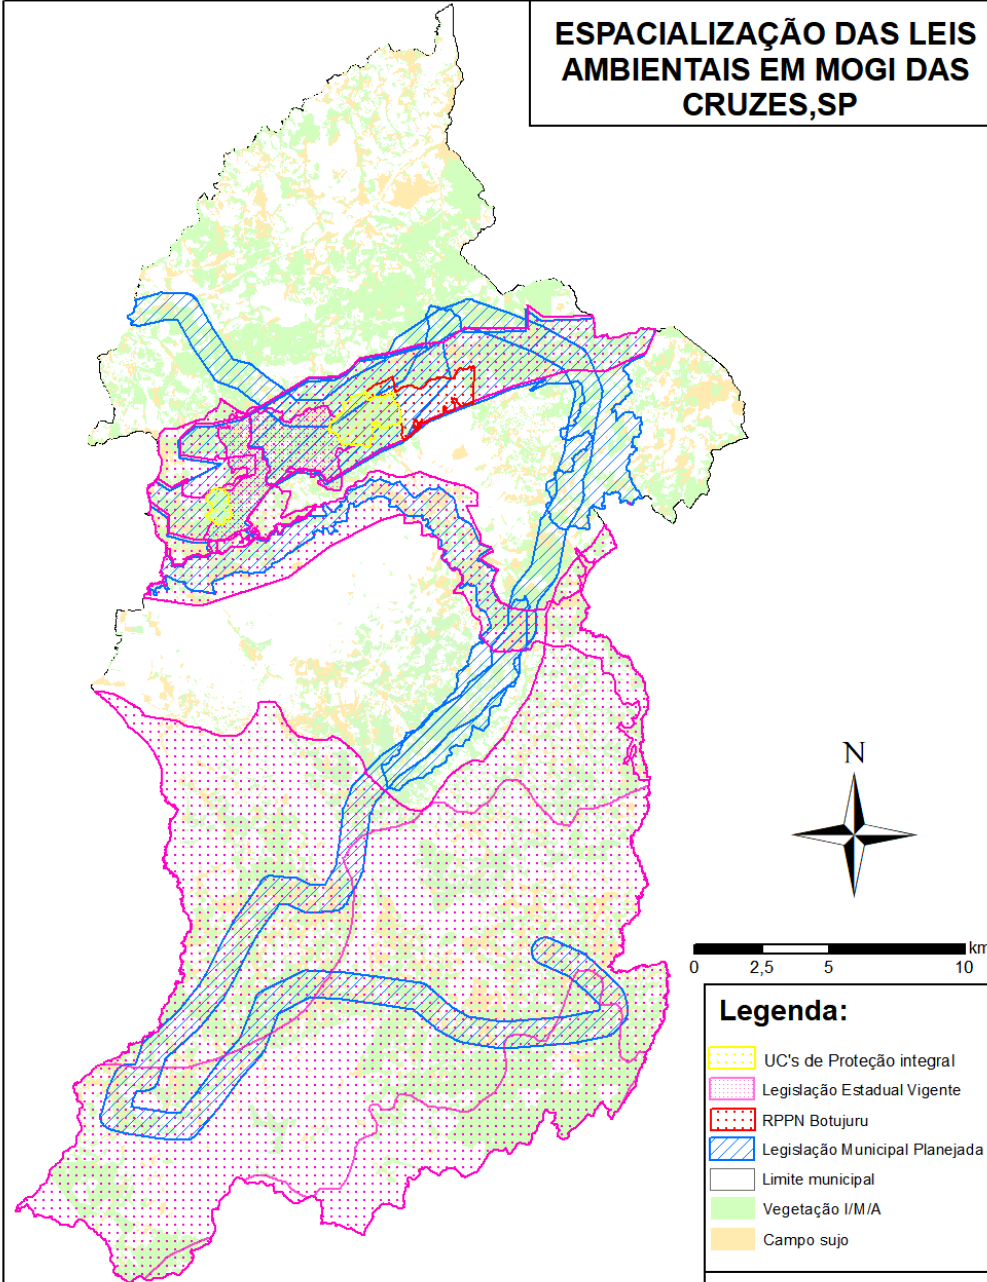 ESPACIALIZAÇÃO DAS LEIS
AMBIENTAIS EM MOGI DAS
CRUZES,SP
N
km
0 2,5 5 10
Legenda:
UC's de Proteção integral
Legislação Estadual Vigente
RPPN Botujuru
Legislação Municipal Planejada
Limite municipal
Vegetação I/M/A
Campo sujo